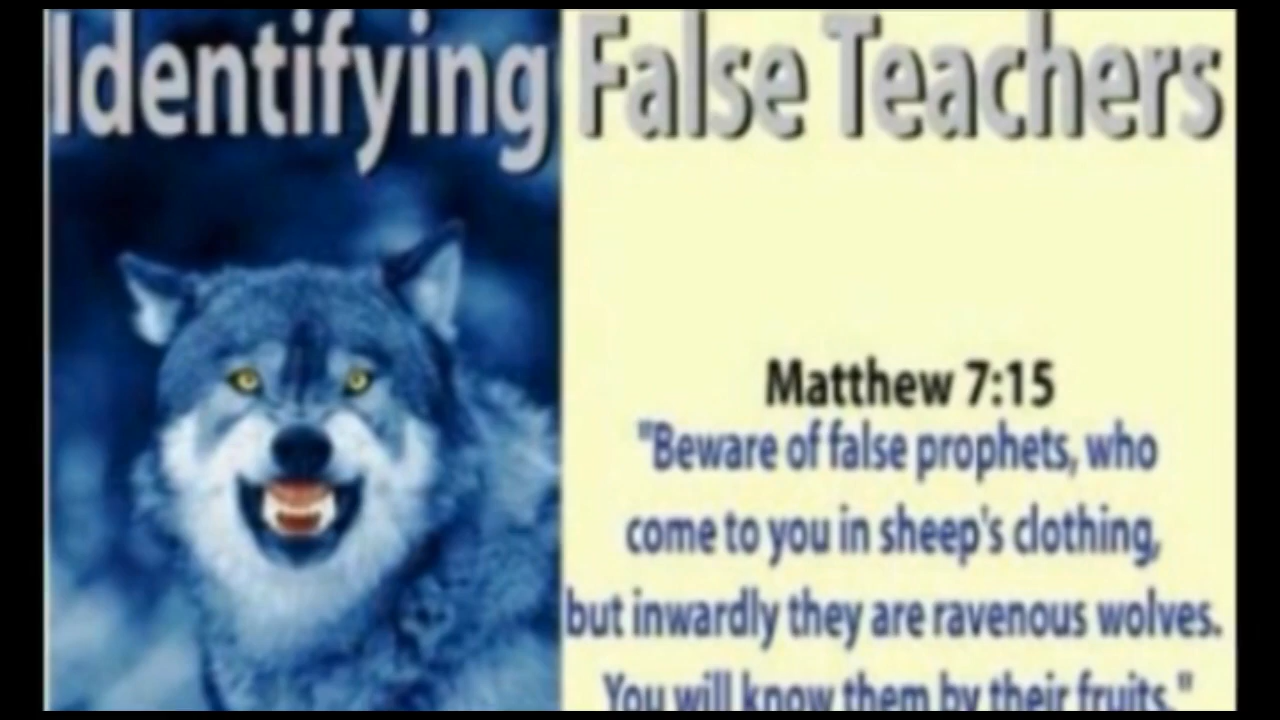 Identifying False Teachers
Matthew 7:15
"Beware of false prophets, who
come to you in sheep's clothing,
but inwardly they are ravenous wolves.
You will know them by their fruits."